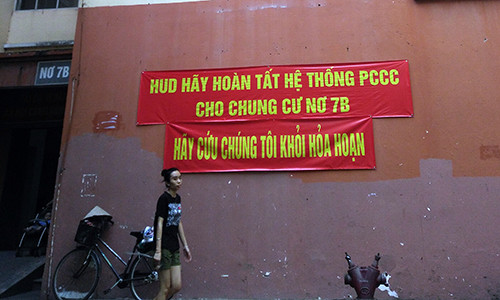 NƠ 7B
HUD HÃY HOÀN TẤT HỆ THỐNG PCCC
CHO CHUNG CƯ NƠ 7B
HÃY CỨU CHÚNG TÔI KHỎI HỎA HOẠN